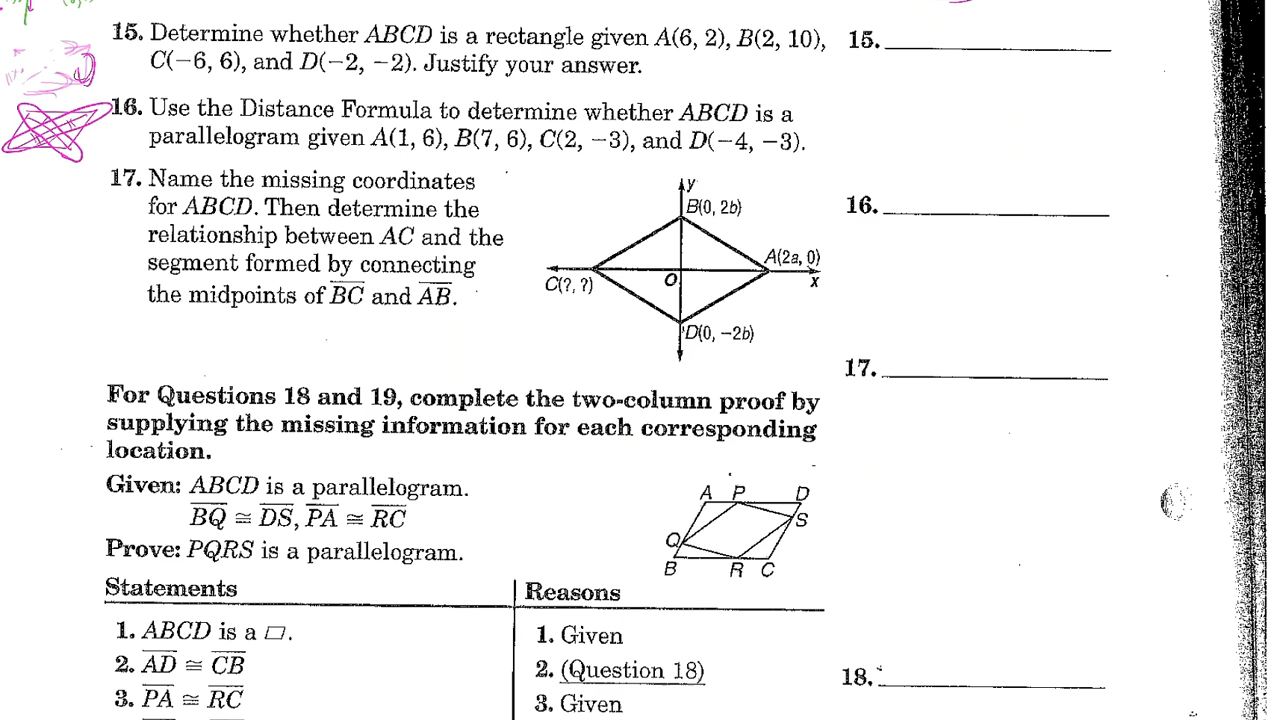 15. Determine whether ABCD is a rectangle given A(6, 2), B(2, 10), 15.
C(−6, 6), and D(−2, −2). Justify your answer.
16. Use the Distance Formula to determine whether ABCD is a
parallelogram given A(1, 6), B(7, 6), C(2, −3), and D(−4, −3).
17. Name the missing coordinates
for ABCD. Then determine the
relationship between AC and the
segment formed by connecting
the midpoints of BC and AB.
y
B(0, 2b)
A(2a, 0)
O
x
C(?, ?)
D(0, −2b)
16.
17.
For Questions 18 and 19, complete the two-column proof by
supplying the missing information for each corresponding
location.
Given: ABCD is a parallelogram.
BQ ≅ DS, PA ≅ RC
Prove: PQRS is a parallelogram.
A P D
S
Q
B R C
Statements Reasons
1. ABCD is a ▱. 1. Given
2. AD ≅ CB 2. (Question 18)
3. PA ≅ RC 3. Given
18.